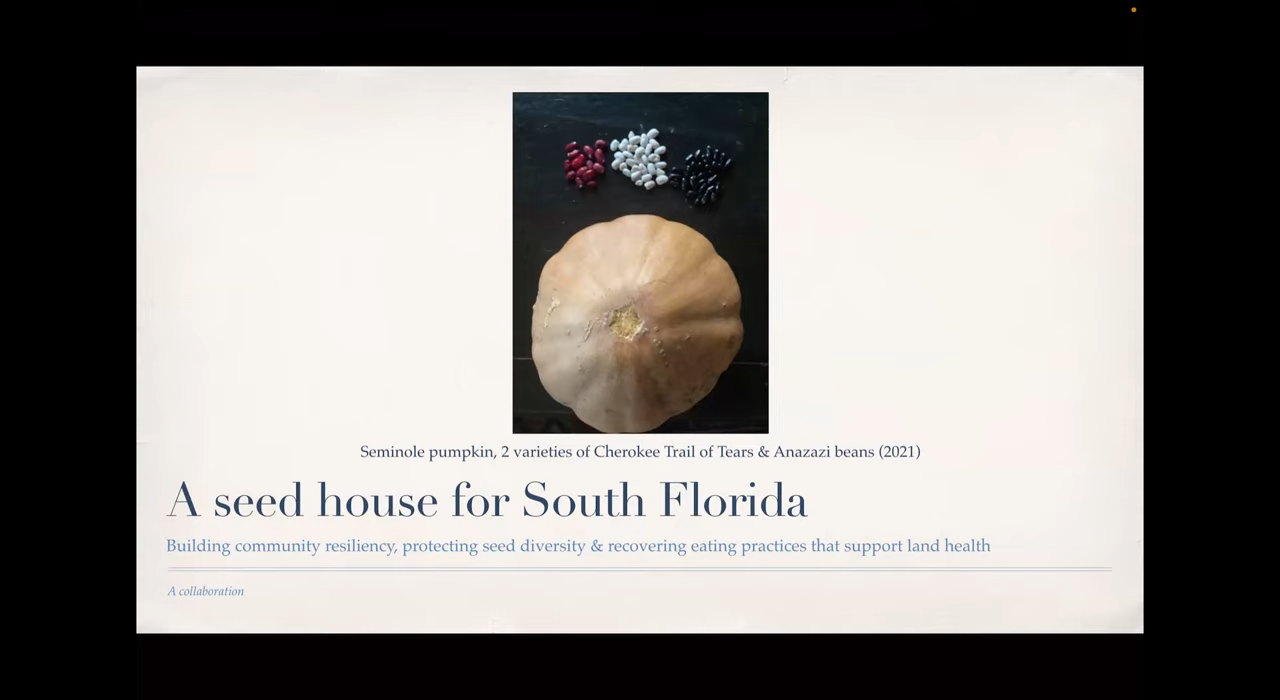 Seminole pumpkin, 2 varieties of Cherokee Trail of Tears & Anazazi beans (2021)
A seed house for South Florida
Building community resiliency, protecting seed diversity & recovering eating practices that support land health
A collaboration